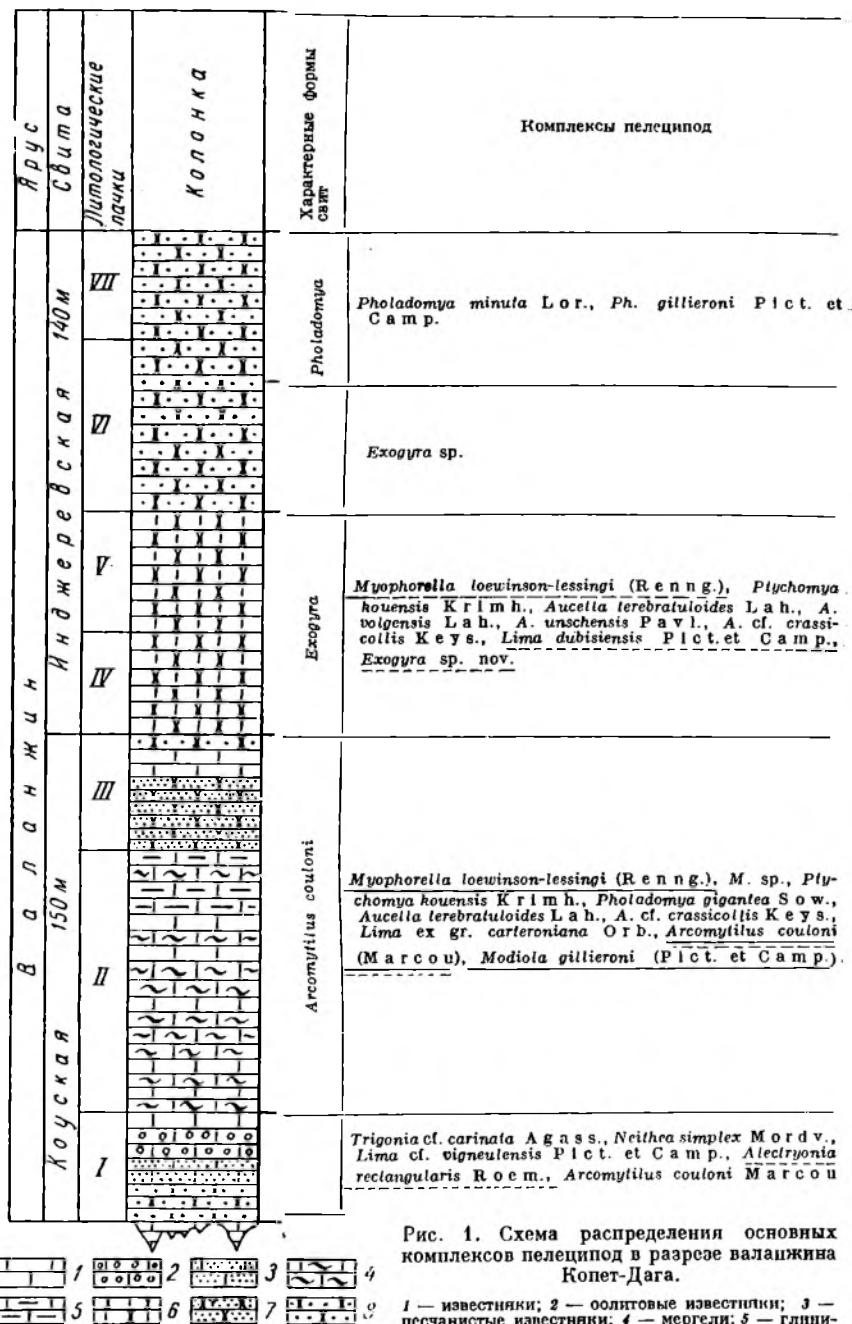 Ярус
Свита
Литологические
пачки
Колонка
Характерные формы
свит
Комплексы пелеципод
Валанжин
Инджеревская 140 м
Коуская 150 м
VII
VI
V
IV
III
II
I
Pholadomya
Exogyra
Arcomytilus couloni
Pholadomya minuta Lor., Ph. gillieroni Pict. et
Camp.
Exogyra sp.
Myophorella loewinson-lessingi (Renng.), Ptychomya
kouensis Krimh., Aucella terebratuloides Lah., A.
volgensis Lah., A. unschensis Pavl., A. cf. crassi-
collis Keys., Lima dubisiensis Pict. et Camp.,
Exogyra sp. nov.
Myophorella loewinson-lessingi (Renng.), M. sp., Pty-
chomya kouensis Krimh., Pholadomya gigantea Sow.,
Aucella terebratuloides Lah., A. cf. crassicollis Keys.,
Lima ex gr. carteroniana Orb., Arcomytilus couloni
(Marcou), Modiola gillieroni (Pict. et Camp.).
Trigonia cf. carinata Agass., Neithea simplex Mordv.,
Lima cf. vigneulensis Pict. et Camp., Alectryonia
rectangularis Roem., Arcomytilus couloni Marcou
Рис. 1. Схема распределения основных
комплексов пелеципод в разрезе валанжина
Копет-Дага.
1 2 3 4
5 6 7 8
1 — известняки; 2 — оолитовые известняки; 3 —
песчанистые известняки; 4 — мергели; 5 — глини-